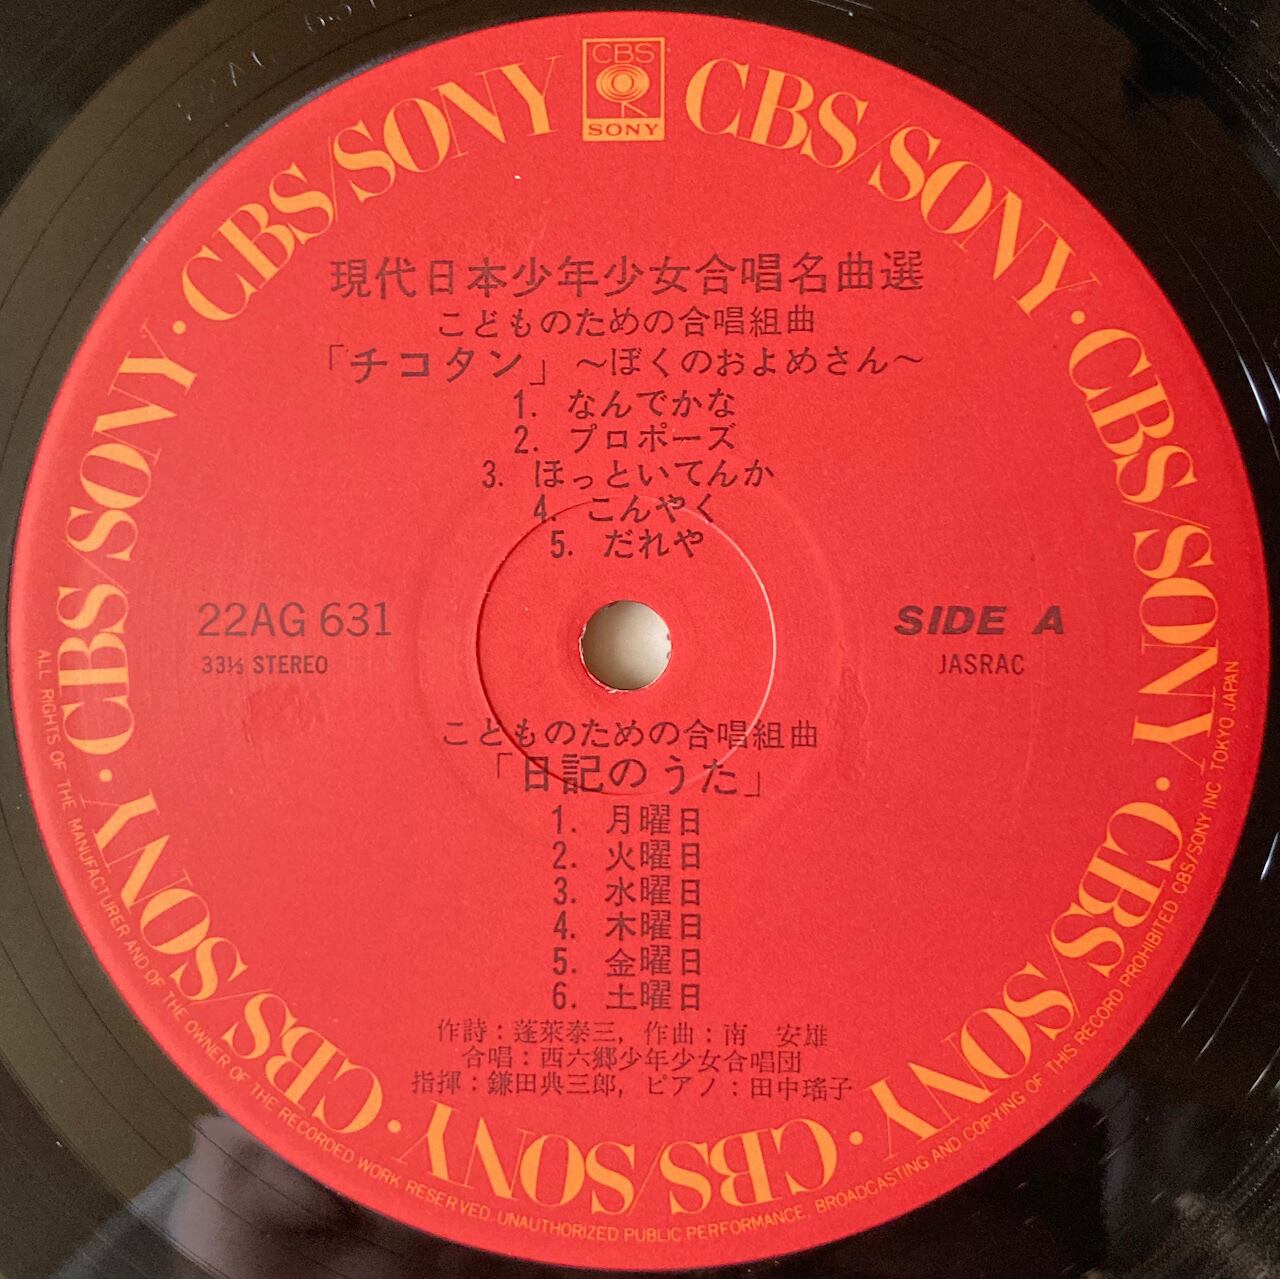 CBS
SONY
CBS/SONY · CBS/SONY · CBS/SONY · CBS/SONY · CBS/SONY · CBS/SONY · CBS/SONY · CBS/SONY
現代日本少年少女合唱名曲選
こどものための合唱組曲
「チコタン」～ぼくのおよめさん～
1. なんでかな
2. プロポーズ
3. ほっといてんか
4. こんやく
5. だれや
22AG 631
33⅓ STEREO
SIDE A
JASRAC
こどものための合唱組曲
「日記のうた」
1. 月曜日
2. 火曜日
3. 水曜日
4. 木曜日
5. 金曜日
6. 土曜日
作詩：蓬萊泰三, 作曲：南　安雄
合唱：西六郷少年少女合唱団
指揮：鎌田典三郎, ピアノ：田中瑤子
ALL RIGHTS OF THE MANUFACTURER AND OF THE OWNER OF THE RECORDED WORK RESERVED. UNAUTHORIZED PUBLIC PERFORMANCE, BROADCASTING AND COPYING OF THIS RECORD PROHIBITED CBS/SONY INC TOKYO JAPAN